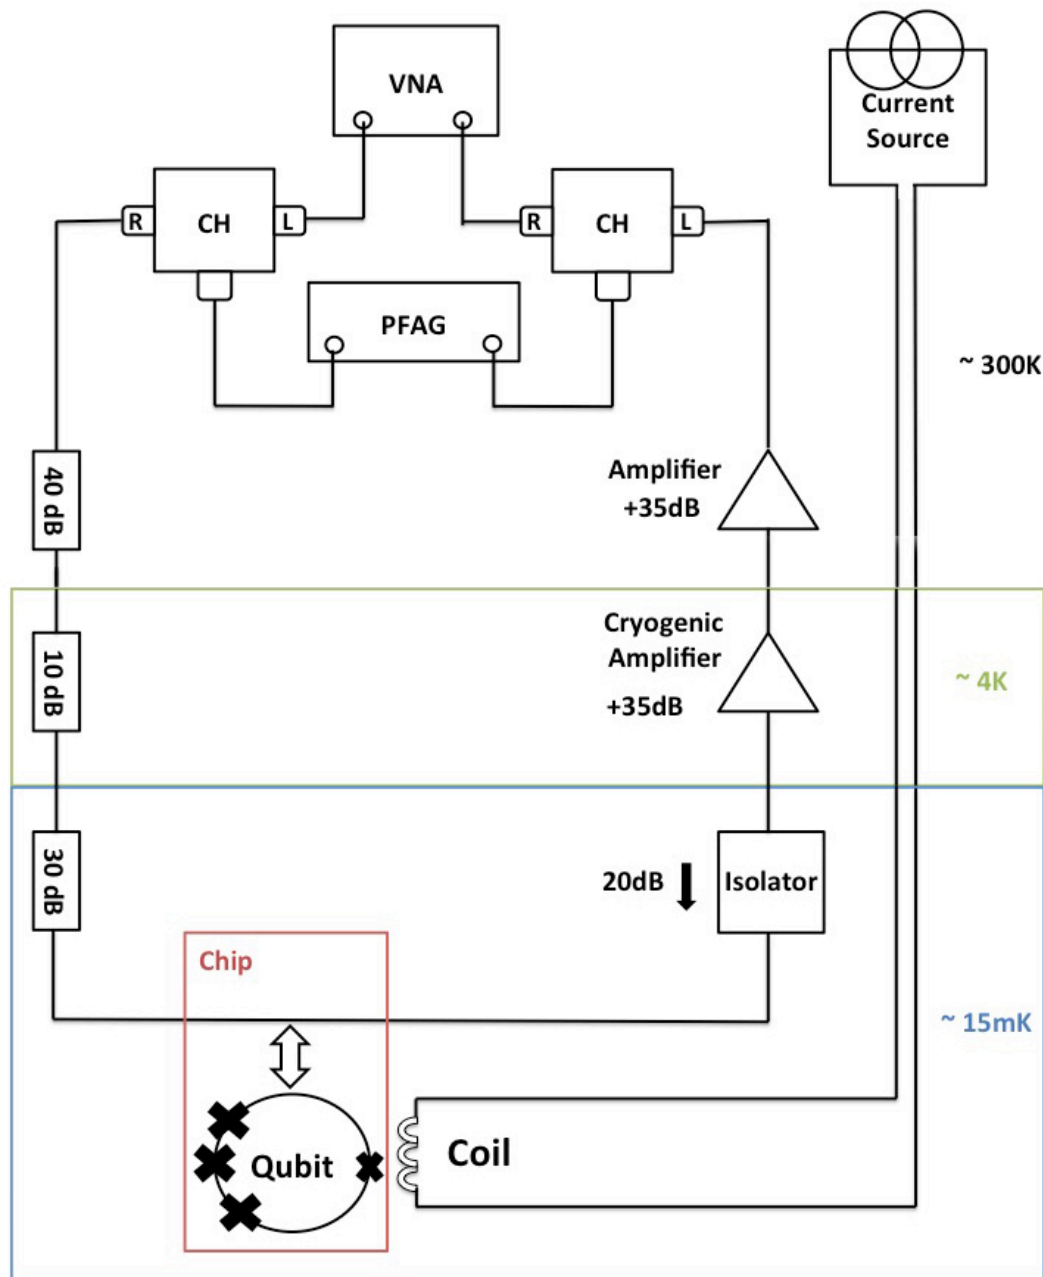 VNA
Current
Source
R
CH
L
R
CH
L
PFAG
~ 300K
40 dB
Amplifier
+35dB
Cryogenic
Amplifier
+35dB
10 dB
~ 4K
30 dB
20dB
Isolator
Chip
~ 15mK
Qubit
Coil